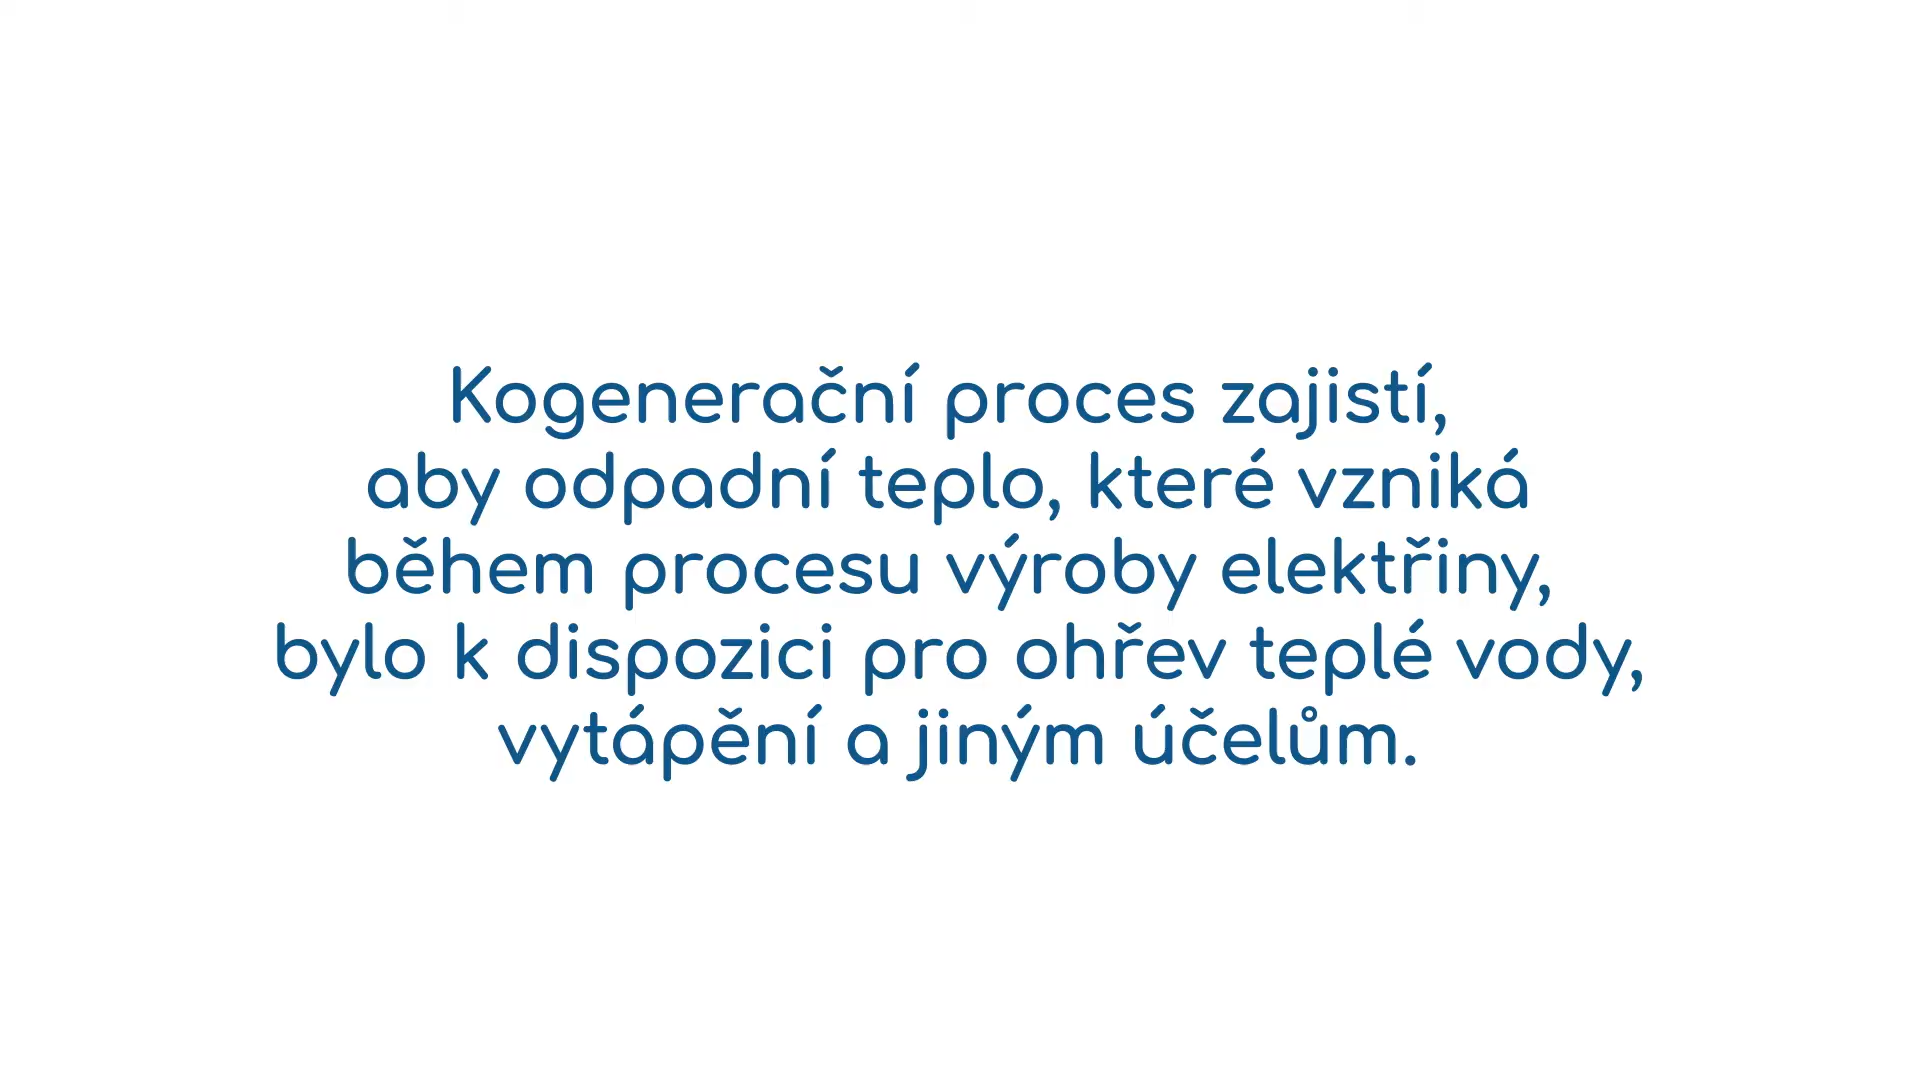 Kogenerační proces zajistí,
aby odpadní teplo, které vzniká
během procesu výroby elektřiny,
bylo k dispozici pro ohřev teplé vody,
vytápění a jiným účelům.